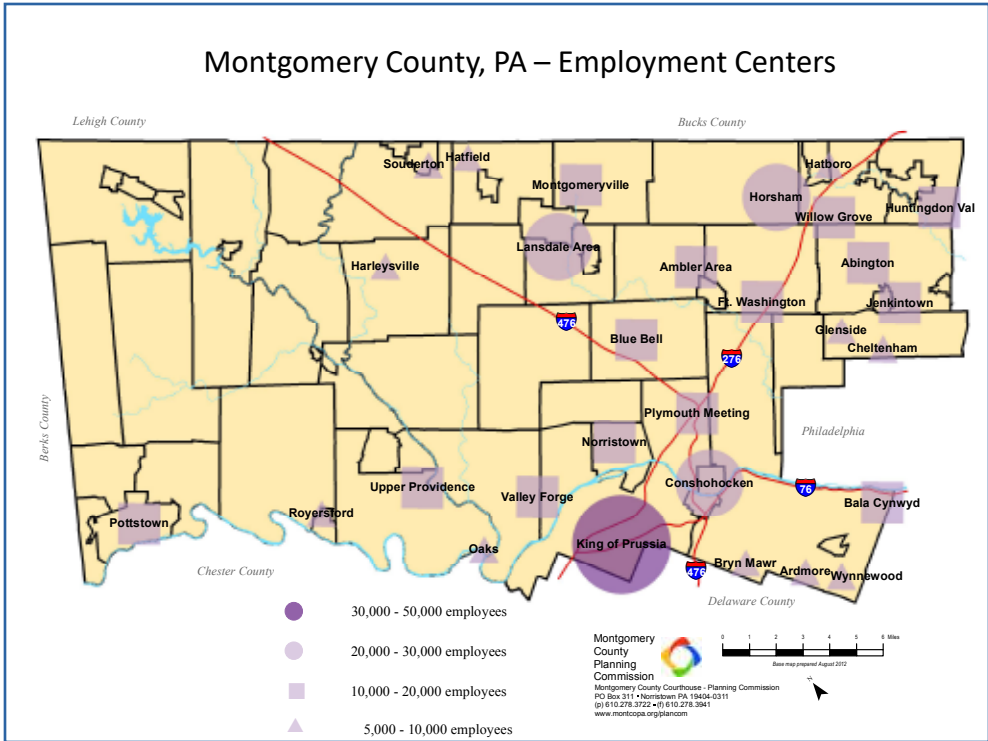 Montgomery County, PA – Employment Centers
Lehigh County
Bucks County
Souderton
Hatfield
Hatboro
Montgomeryville
Horsham
Huntingdon Val
Willow Grove
Lansdale Area
Harleysville
Ambler Area
Abington
Ft. Washington
Jenkintown
476
Glenside
Blue Bell
Cheltenham
276
Berks County
Plymouth Meeting
Philadelphia
Norristown
Upper Providence
Valley Forge
Conshohocken
76
Bala Cynwyd
Pottstown
Royersford
Oaks
King of Prussia
Chester County
476
Bryn Mawr
Ardmore
Wynnewood
Delaware County
30,000 - 50,000 employees
20,000 - 30,000 employees
10,000 - 20,000 employees
5,000 - 10,000 employees
Montgomery
County
Planning
Commission
Montgomery County Courthouse - Planning Commission
PO Box 311 • Norristown PA 19404-0311
(p) 610.278.3722 • (f) 610.278.3941
www.montcopa.org/plancom
0 1 2 3 4 5 6 Miles
Base map prepared August 2012